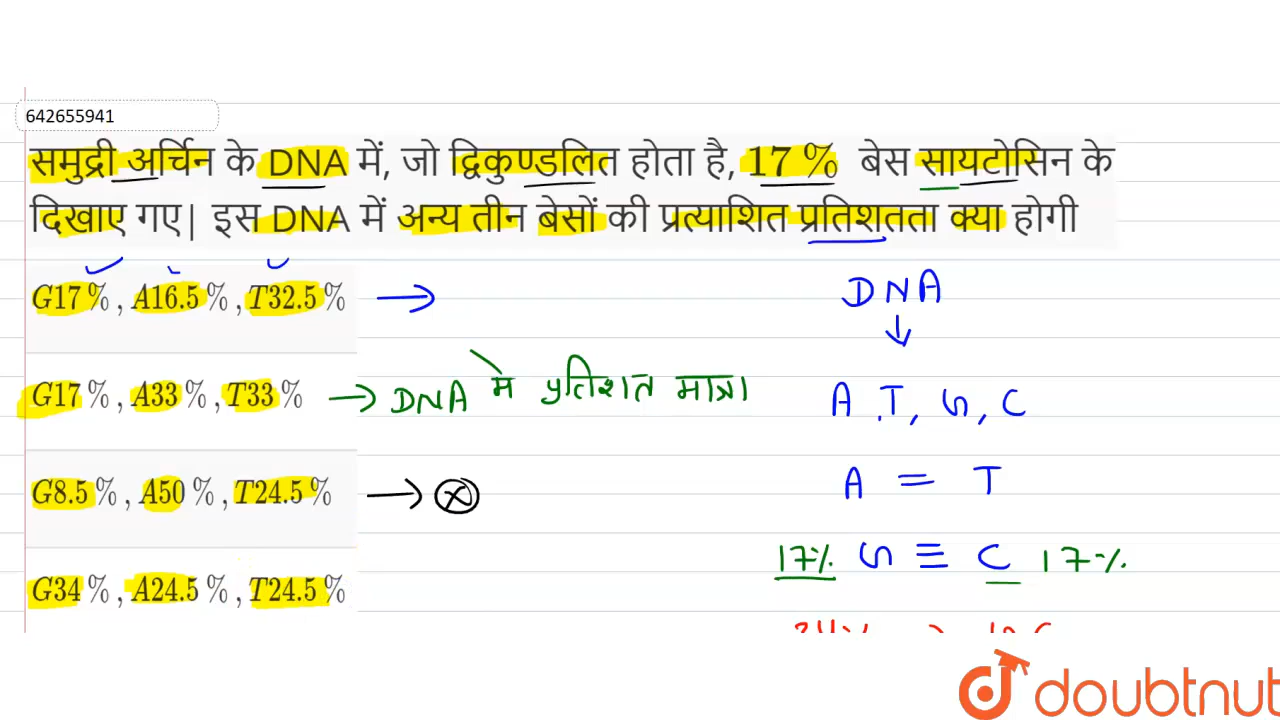 642655941
समुद्री अर्चिन के DNA में, जो द्विकुण्डलित होता है, 17 % बेस सायटोसिन के
दिखाए गए| इस DNA में अन्य तीन बेसों की प्रत्याशित प्रतिशतता क्या होगी
G17 % , A16.5 % , T32.5 %
G17 % , A33 % , T33 %
G8.5 % , A50 % , T24.5 %
G34 % , A24.5 % , T24.5 %
→
→ DNA में प्रतिशत मात्रा
→ ⊗
DNA
↓
A T, G, C
A = T
17% G ≡ C 17%
doubtnut